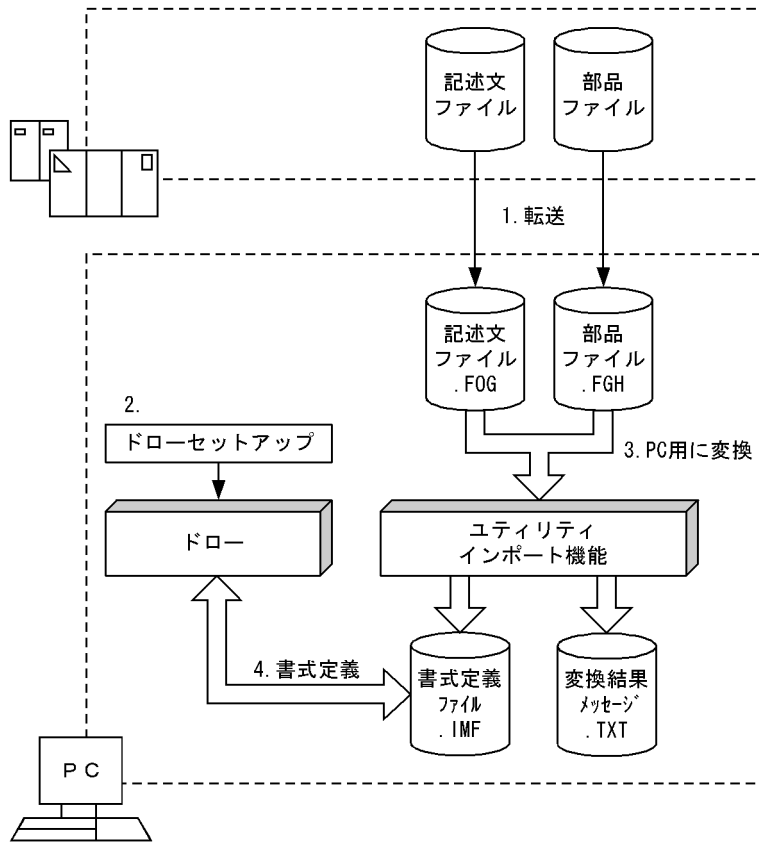 記述文
ファイル
部品
ファイル
1.転送
記述文
ファイル
.FOG
部品
ファイル
.FGH
2.
ドローセットアップ
3.PC用に変換
ドロー
ユティリティ
インポート機能
4.書式定義
書式定義
ﾌｧｲﾙ
.IMF
変換結果
ﾒｯｾｰｼﾞ
.TXT
ＰＣ